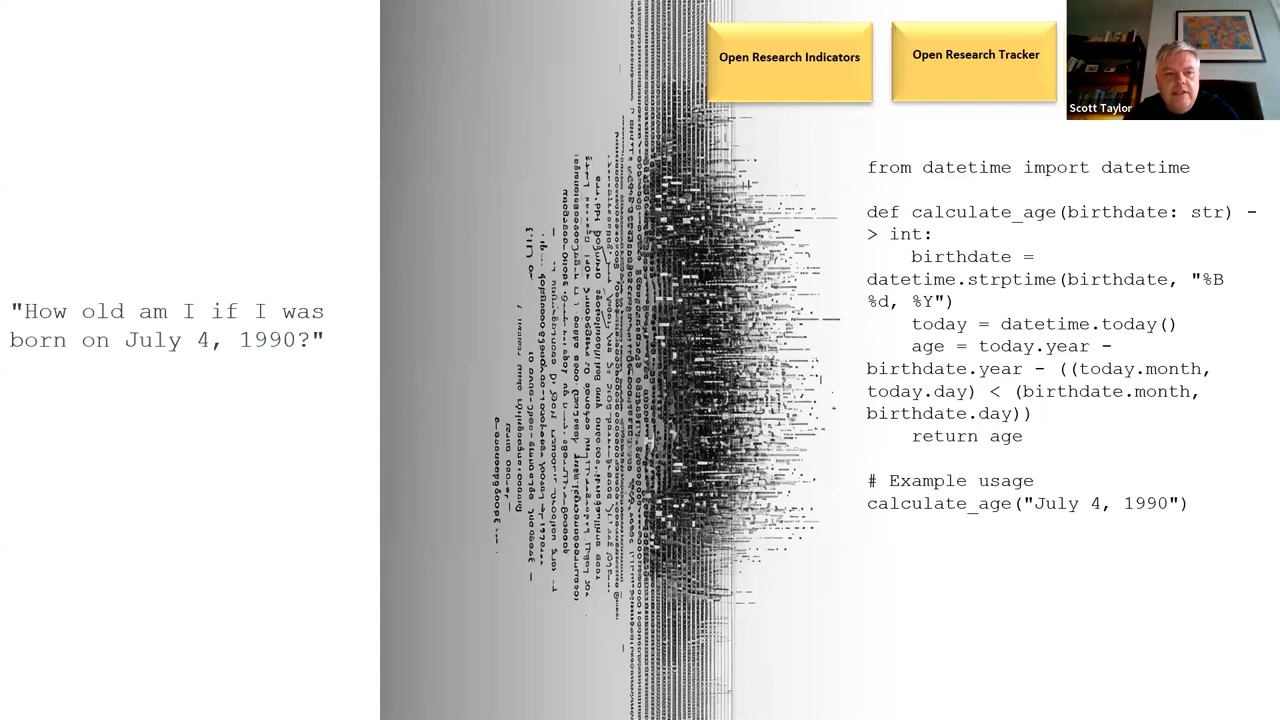 Open Research Indicators
Open Research Tracker
Scott Taylor
"How old am I if I was
born on July 4, 1990?"
from datetime import datetime
def calculate_age(birthdate: str) -
> int:
birthdate =
datetime.strptime(birthdate, "%B
%d, %Y")
today = datetime.today()
age = today.year -
birthdate.year - ((today.month,
today.day) < (birthdate.month,
birthdate.day))
return age
# Example usage
calculate_age("July 4, 1990")